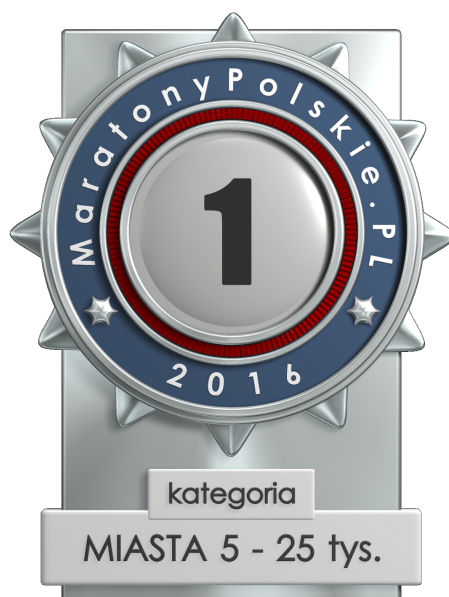 MaratonyPolskie.PL
1
2016
kategoria
MIASTA 5 - 25 tys.